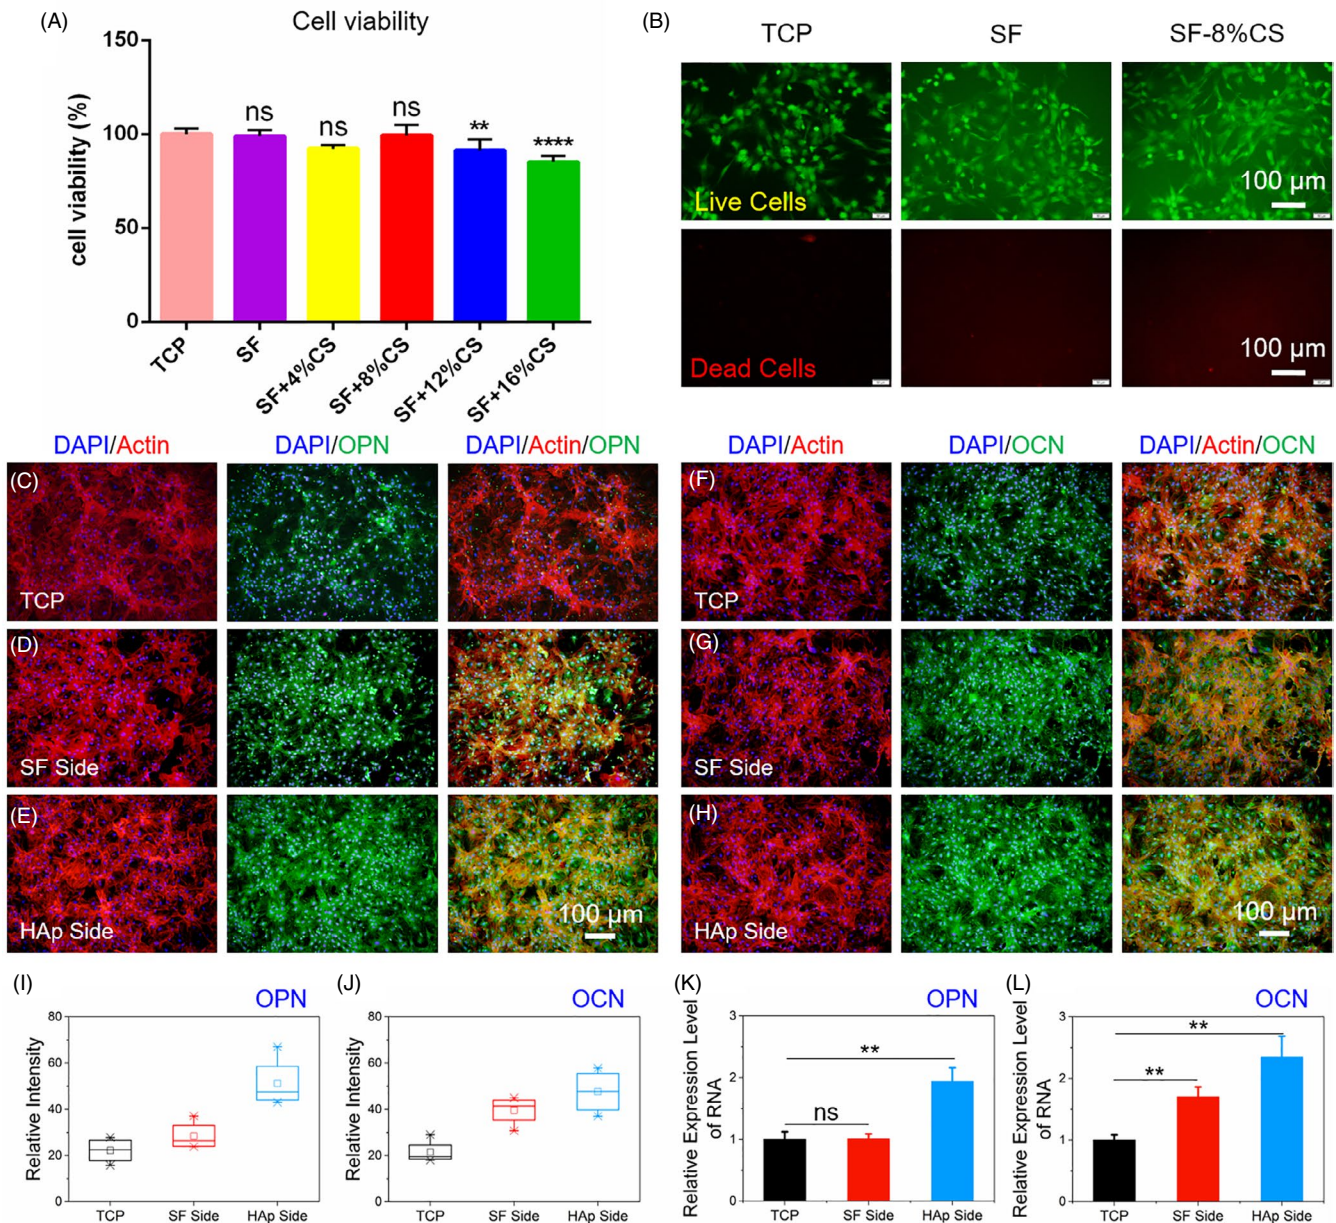 (A)
Cell viability
cell viability (%)
150
100
50
0
ns
ns
ns
**
****
TCP
SF
SF+4%CS
SF+8%CS
SF+12%CS
SF+16%CS
(B)
TCP
SF
SF-8%CS
Live Cells
100 µm
Dead Cells
100 µm
DAPI/Actin
DAPI/OPN
DAPI/Actin/OPN
DAPI/Actin
DAPI/OCN
DAPI/Actin/OCN
(C)
TCP
(F)
TCP
(D)
SF Side
(G)
SF Side
(E)
HAp Side
100 µm
(H)
HAp Side
100 µm
(I)
OPN
Relative Intensity
80
60
40
20
0
TCP
SF Side
HAp Side
(J)
OCN
Relative Intensity
80
60
40
20
0
TCP
SF Side
HAp Side
(K)
OPN
Relative Expression Level
of RNA
3
2
1
0
**
ns
TCP
SF Side
HAp Side
(L)
OCN
Relative Expression Level
of RNA
3
2
1
0
**
**
TCP
SF Side
HAp Side